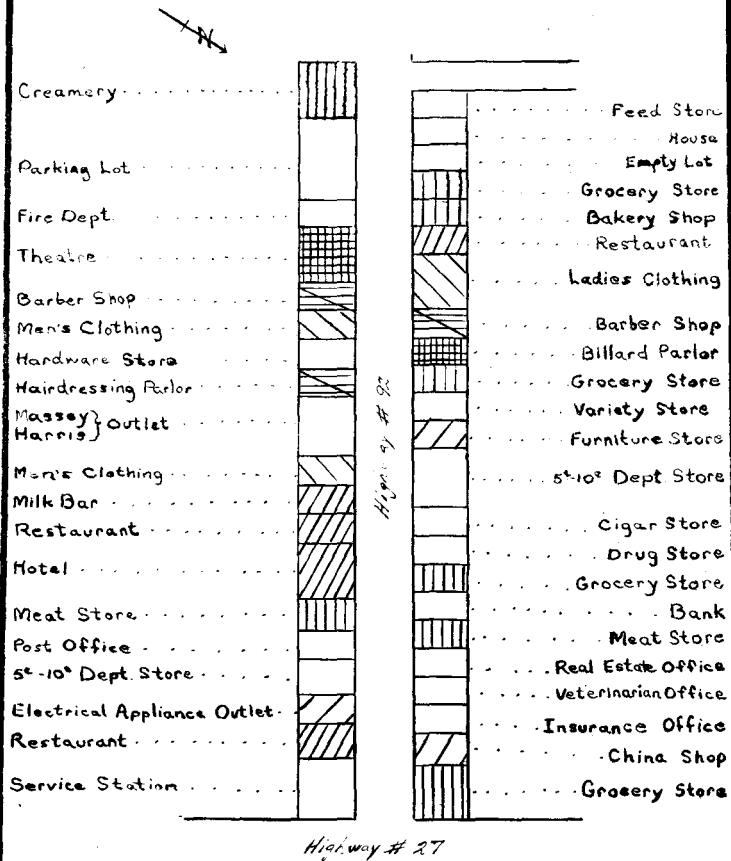 N
Creamery
Parking Lot
Fire Dept.
Theatre
Barber Shop
Men's Clothing
Hardware Store
Hairdressing Parlor
Massey
Harris } Outlet
Men's Clothing
Milk Bar
Restaurant
Hotel
Meat Store
Post Office
5¢-10¢ Dept. Store
Electrical Appliance Outlet
Restaurant
Service Station
Highway # 92
Feed Store
House
Empty Lot
Grocery Store
Bakery Shop
Restaurant
Ladies Clothing
Barber Shop
Billard Parlor
Grocery Store
Variety Store
Furniture Store
5¢-10¢ Dept Store
Cigar Store
Drug Store
Grocery Store
Bank
Meat Store
Real Estate Office
Veterinarian Office
Insurance Office
China Shop
Grocery Store
Highway # 27